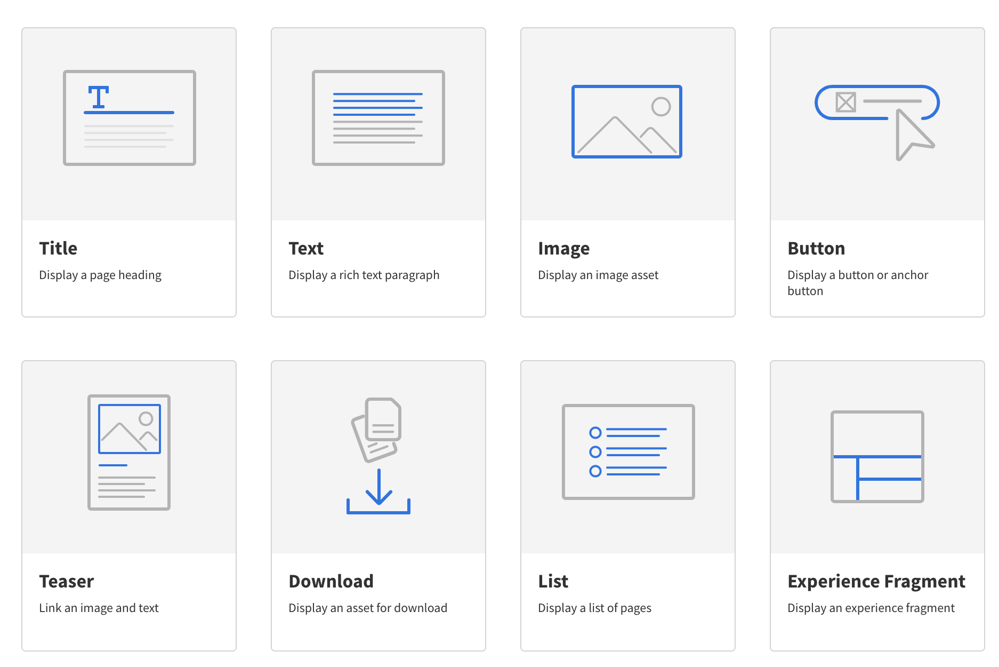 T
Title
Display a page heading
Text
Display a rich text paragraph
Image
Display an image asset
Button
Display a button or anchor
button
Teaser
Link an image and text
Download
Display an asset for download
List
Display a list of pages
Experience Fragment
Display an experience fragment